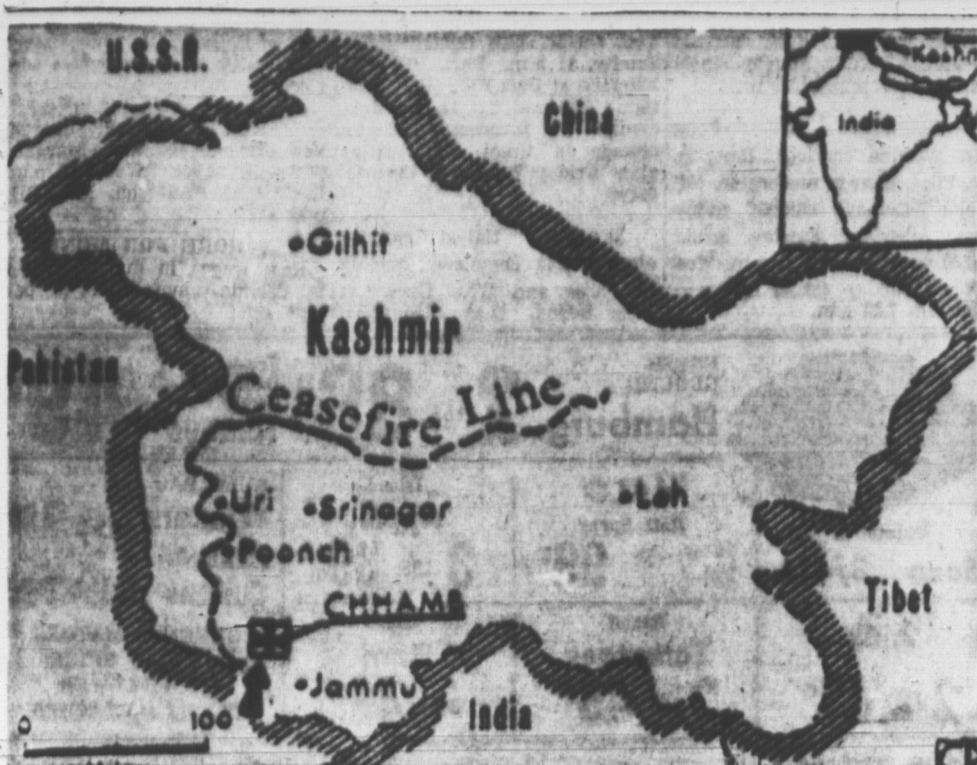 U.S.S.R.
China
Kashmir
India
Gilhit
Kashmir
Pakistan
Ceasefire Line
Uri
Srinagar
Leh
Poonch
CHHAMB
Tibet
Jammu
India
0
100